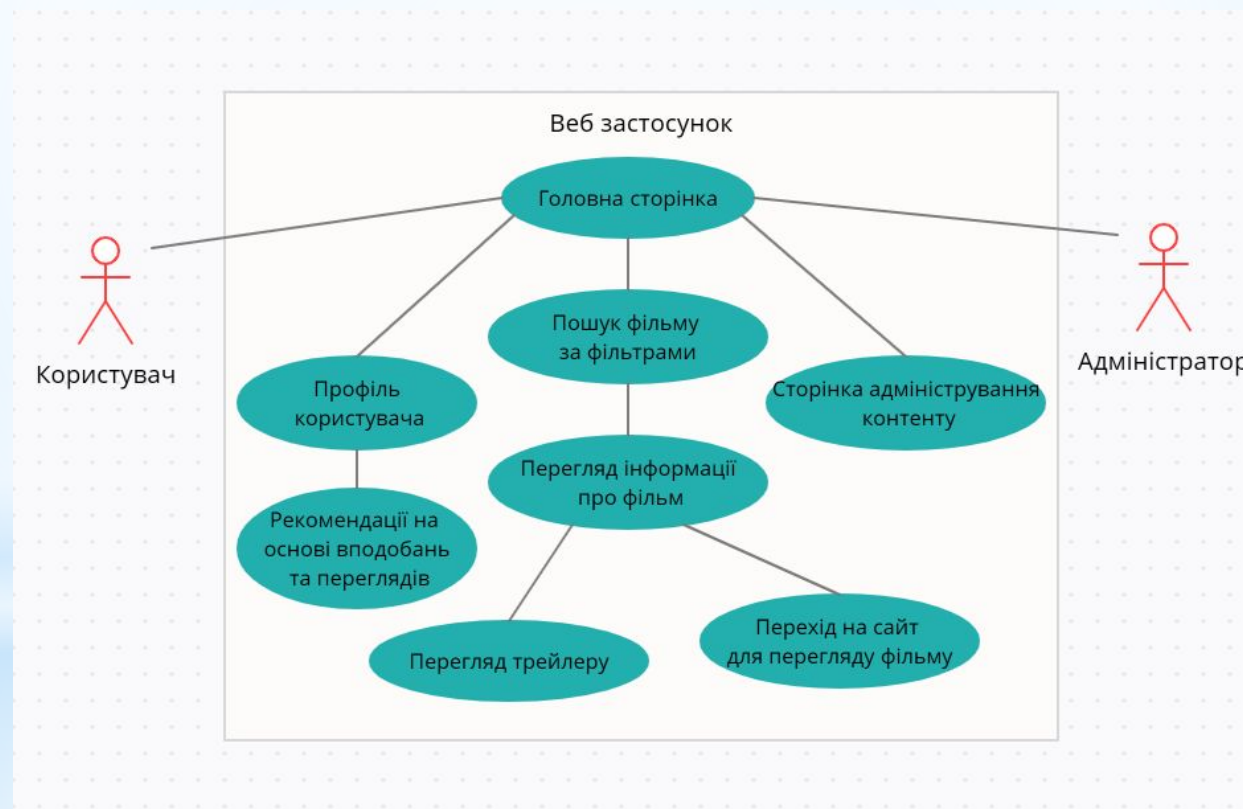 Веб застосунок
Головна сторінка
Пошук фільму
за фільтрами
Користувач
Адміністратор
Профіль
користувача
Сторінка адміністрування
контенту
Перегляд інформації
про фільм
Рекомендації на
основі вподобань
та переглядів
Перегляд трейлеру
Перехід на сайт
для перегляду фільму